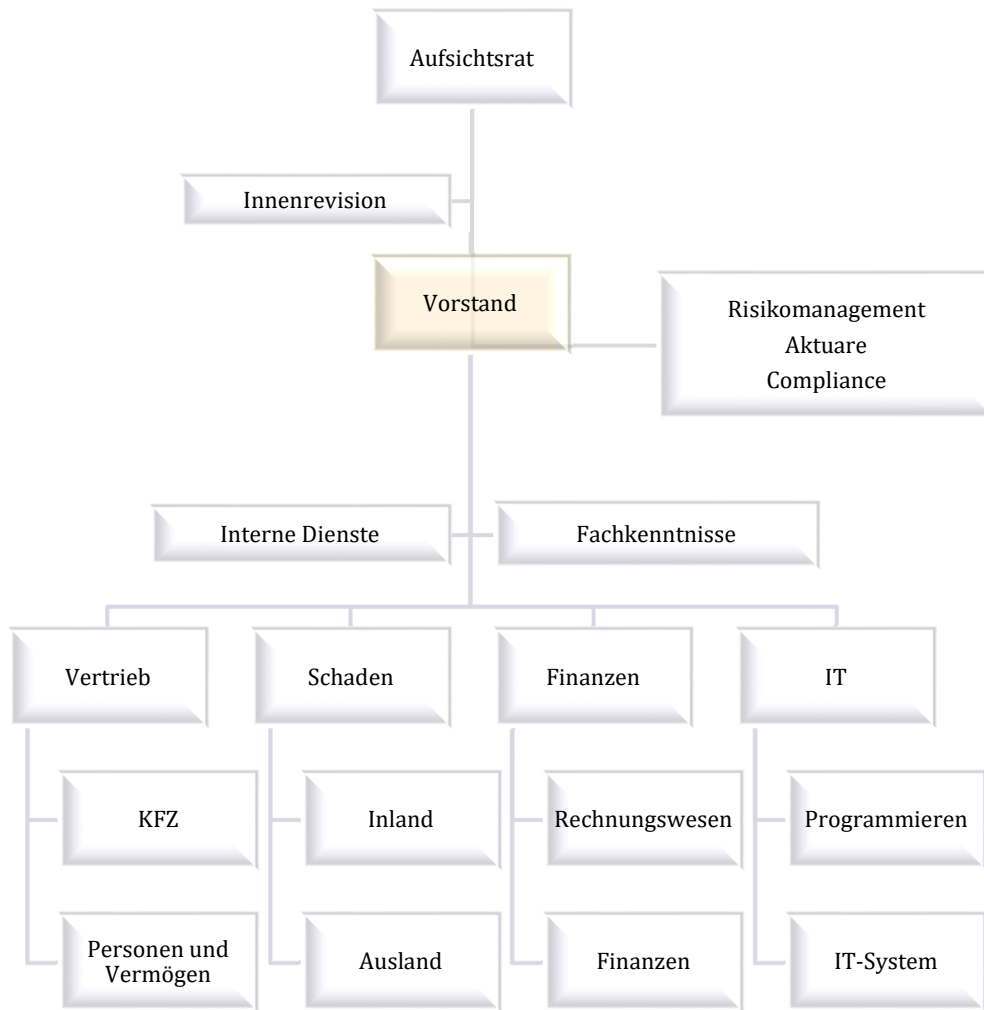 Aufsichtsrat
Innenrevision
Vorstand
Risikomanagement
Aktuare
Compliance
Interne Dienste
Fachkenntnisse
Vertrieb
Schaden
Finanzen
IT
KFZ
Inland
Rechnungswesen
Programmieren
Personen und
Vermögen
Ausland
Finanzen
IT-System